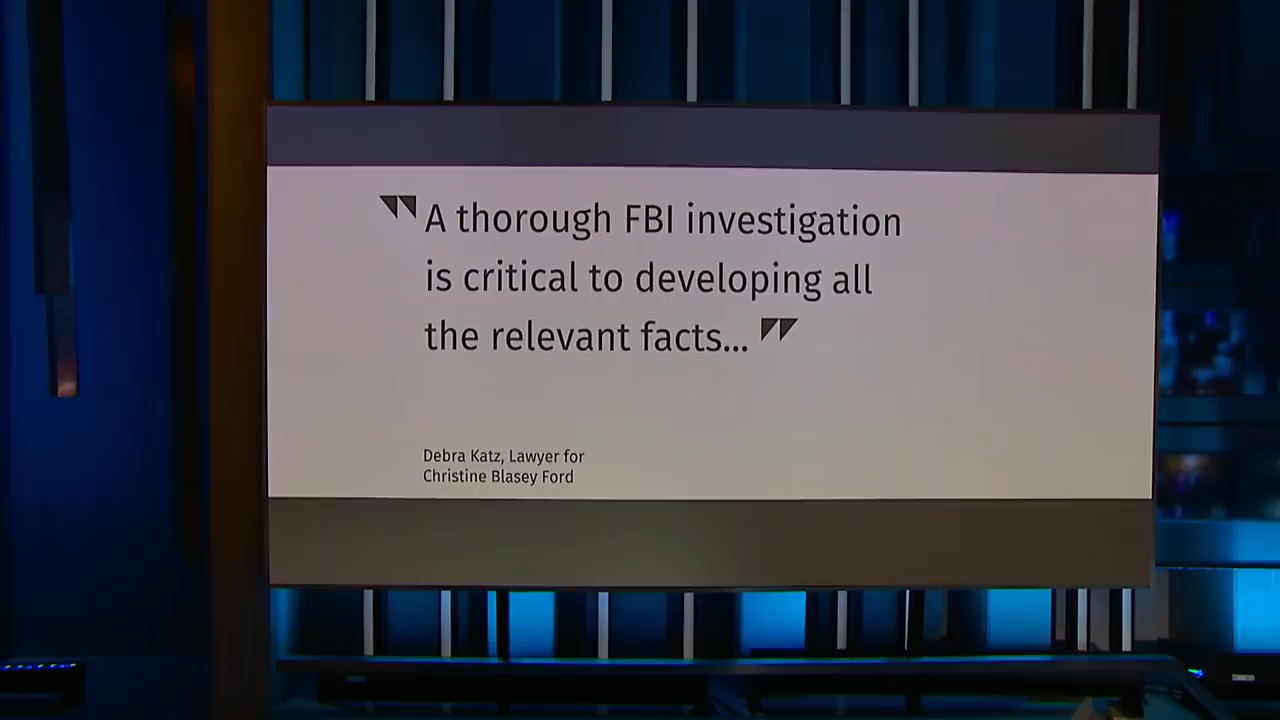 "A thorough FBI investigation
is critical to developing all
the relevant facts..."
Debra Katz, Lawyer for
Christine Blasey Ford